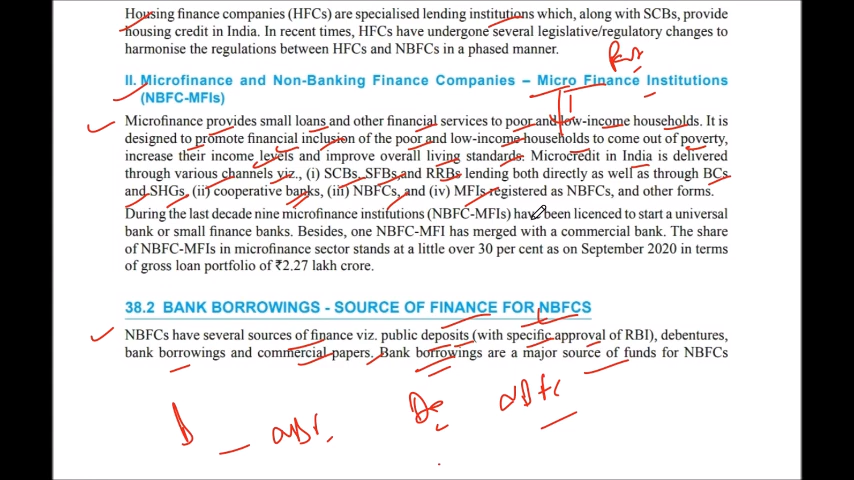 Housing finance companies (HFCs) are specialised lending institutions which, along with SCBs, provide
housing credit in India. In recent times, HFCs have undergone several legislative/regulatory changes to
harmonise the regulations between HFCs and NBFCs in a phased manner.
II. Microfinance and Non-Banking Finance Companies – Micro Finance Institutions
(NBFC-MFIs)
Microfinance provides small loans and other financial services to poor and low-income households. It is
designed to promote financial inclusion of the poor and low-income households to come out of poverty,
increase their income levels and improve overall living standards. Microcredit in India is delivered
through various channels viz., (i) SCBs, SFBs,and RRBs lending both directly as well as through BCs
and SHGs, (ii) cooperative banks, (iii) NBFCs, and (iv) MFIs registered as NBFCs, and other forms.
During the last decade nine microfinance institutions (NBFC-MFIs) have been licenced to start a universal
bank or small finance banks. Besides, one NBFC-MFI has merged with a commercial bank. The share
of NBFC-MFIs in microfinance sector stands at a little over 30 per cent as on September 2020 in terms
of gross loan portfolio of ₹2.27 lakh crore.
38.2 BANK BORROWINGS - SOURCE OF FINANCE FOR NBFCS
NBFCs have several sources of finance viz. public deposits (with specific approval of RBI), debentures,
bank borrowings and commercial papers. Bank borrowings are a major source of funds for NBFCs